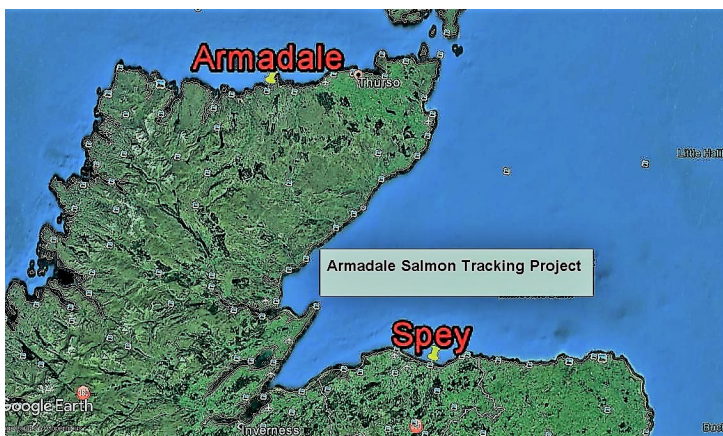 Armadale
Thurso
Armadale Salmon Tracking Project
Spey
Google Earth
Inverness